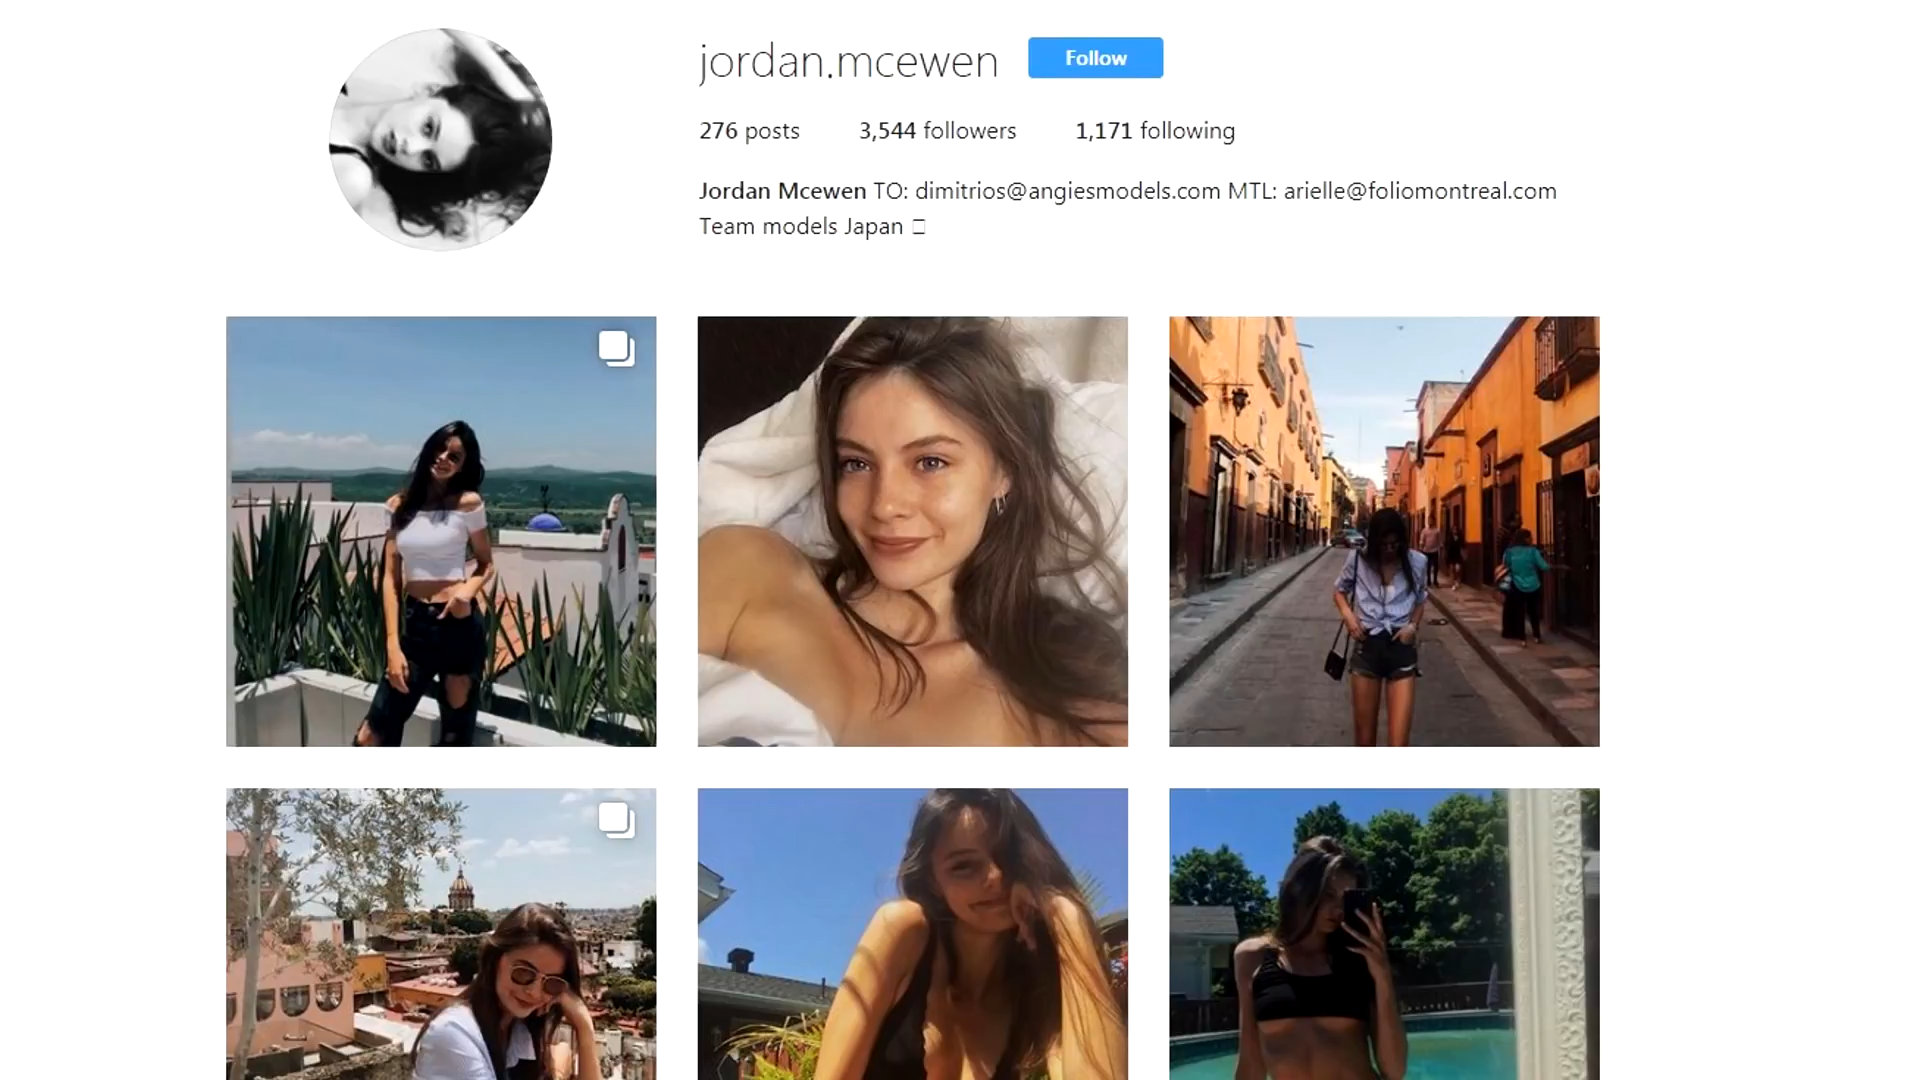 jordan.mcewen Follow
276 posts 3,544 followers 1,171 following
Jordan Mcewen TO: dimitrios@angiesmodels.com MTL: arielle@foliomontreal.com
Team models Japan